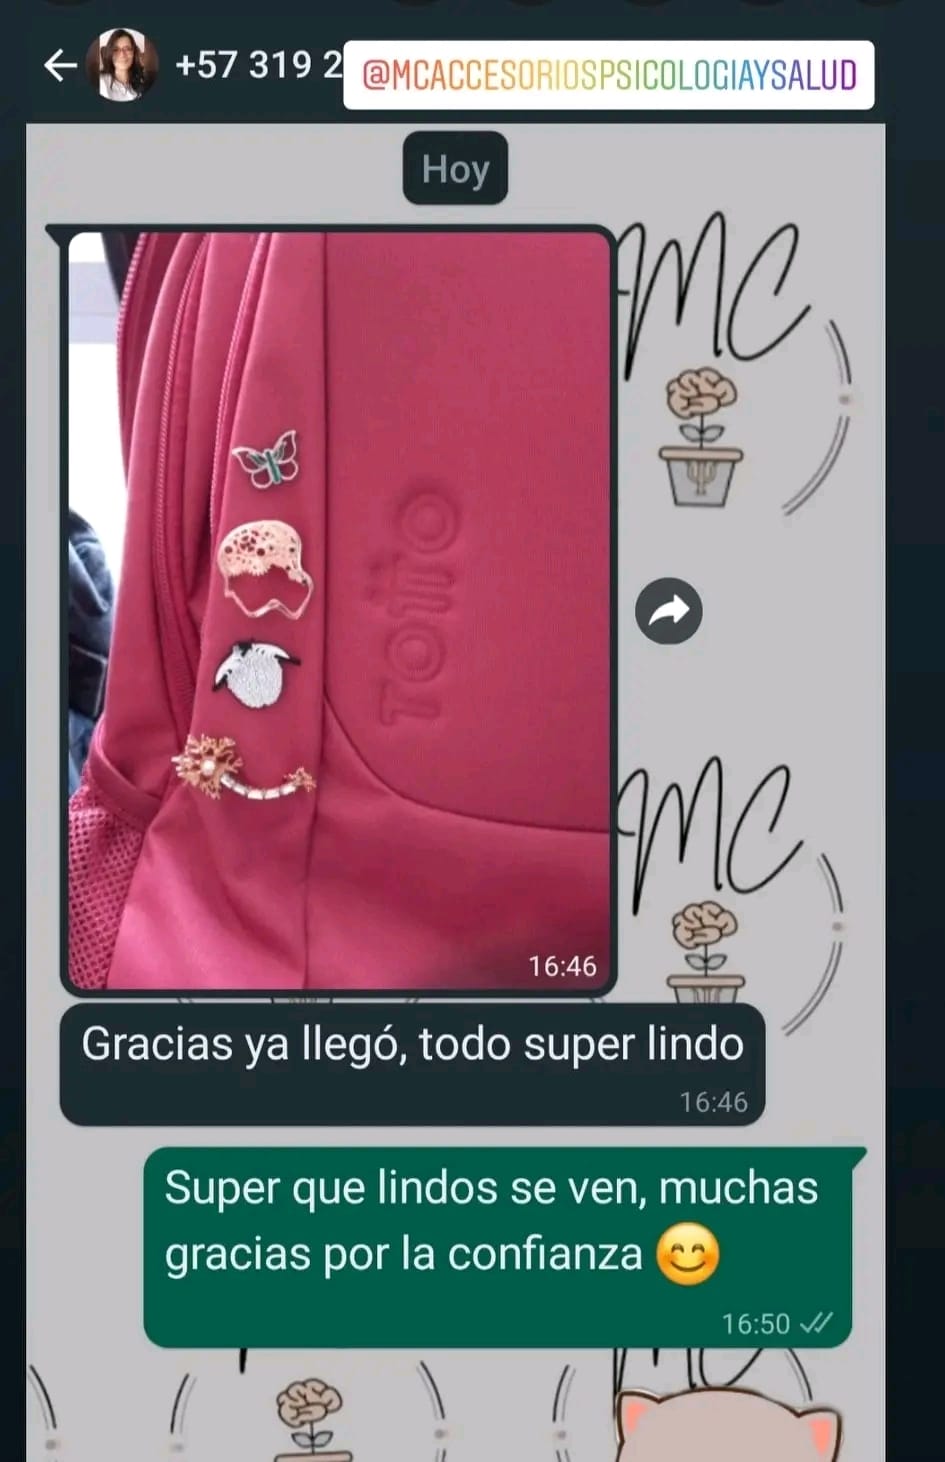 +57 319 2
@MCACCESORIOSPSICOLOGIAYSALUD
Hoy
MC
TOTTO
16:46
MC
Gracias ya llegó, todo super lindo
16:46
Super que lindos se ven, muchas
gracias por la confianza 😊
16:50
MC